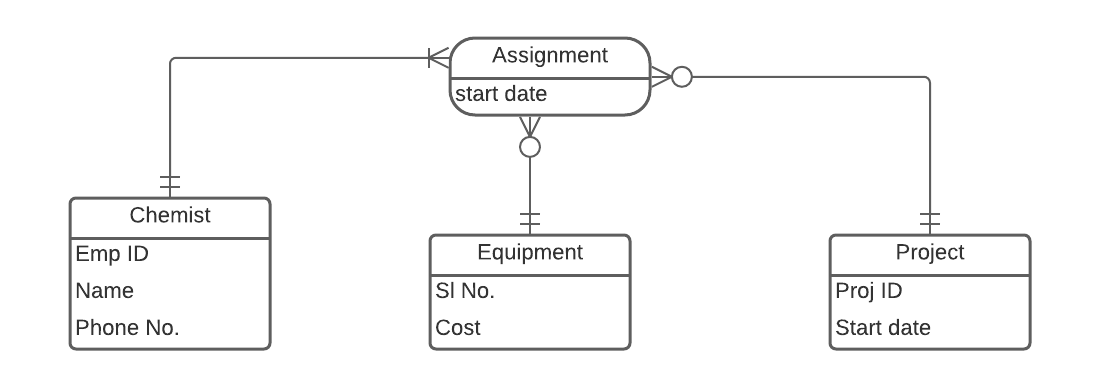 Assignment
start date
Chemist
Emp ID
Name
Phone No.
Equipment
Sl No.
Cost
Project
Proj ID
Start date